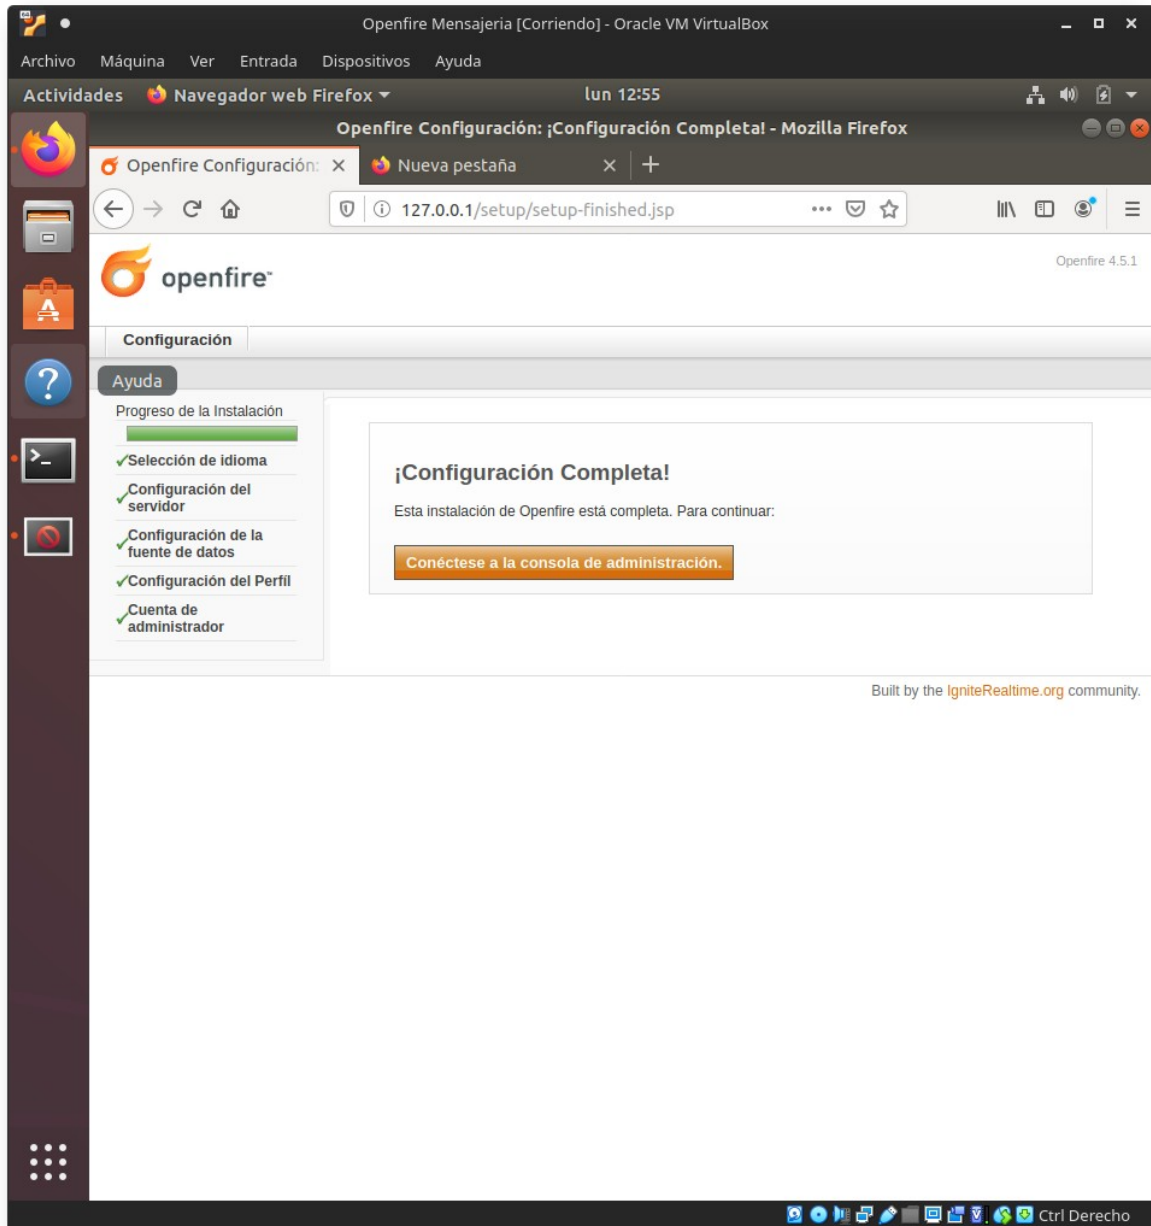 Openfire Mensajeria [Corriendo] - Oracle VM VirtualBox
Archivo Máquina Ver Entrada Dispositivos Ayuda
Actividades Navegador web Firefox lun 12:55
Openfire Configuración: ¡Configuración Completa! - Mozilla Firefox
Openfire Configuración: Nueva pestaña
127.0.0.1/setup/setup-finished.jsp
openfire™
Openfire 4.5.1
Configuración
Ayuda
Progreso de la Instalación
Selección de idioma
Configuración del
servidor
Configuración de la
fuente de datos
Configuración del Perfíl
Cuenta de
administrador
¡Configuración Completa!
Esta instalación de Openfire está completa. Para continuar:
Conéctese a la consola de administración.
Built by the IgniteRealtime.org community.
Ctrl Derecho